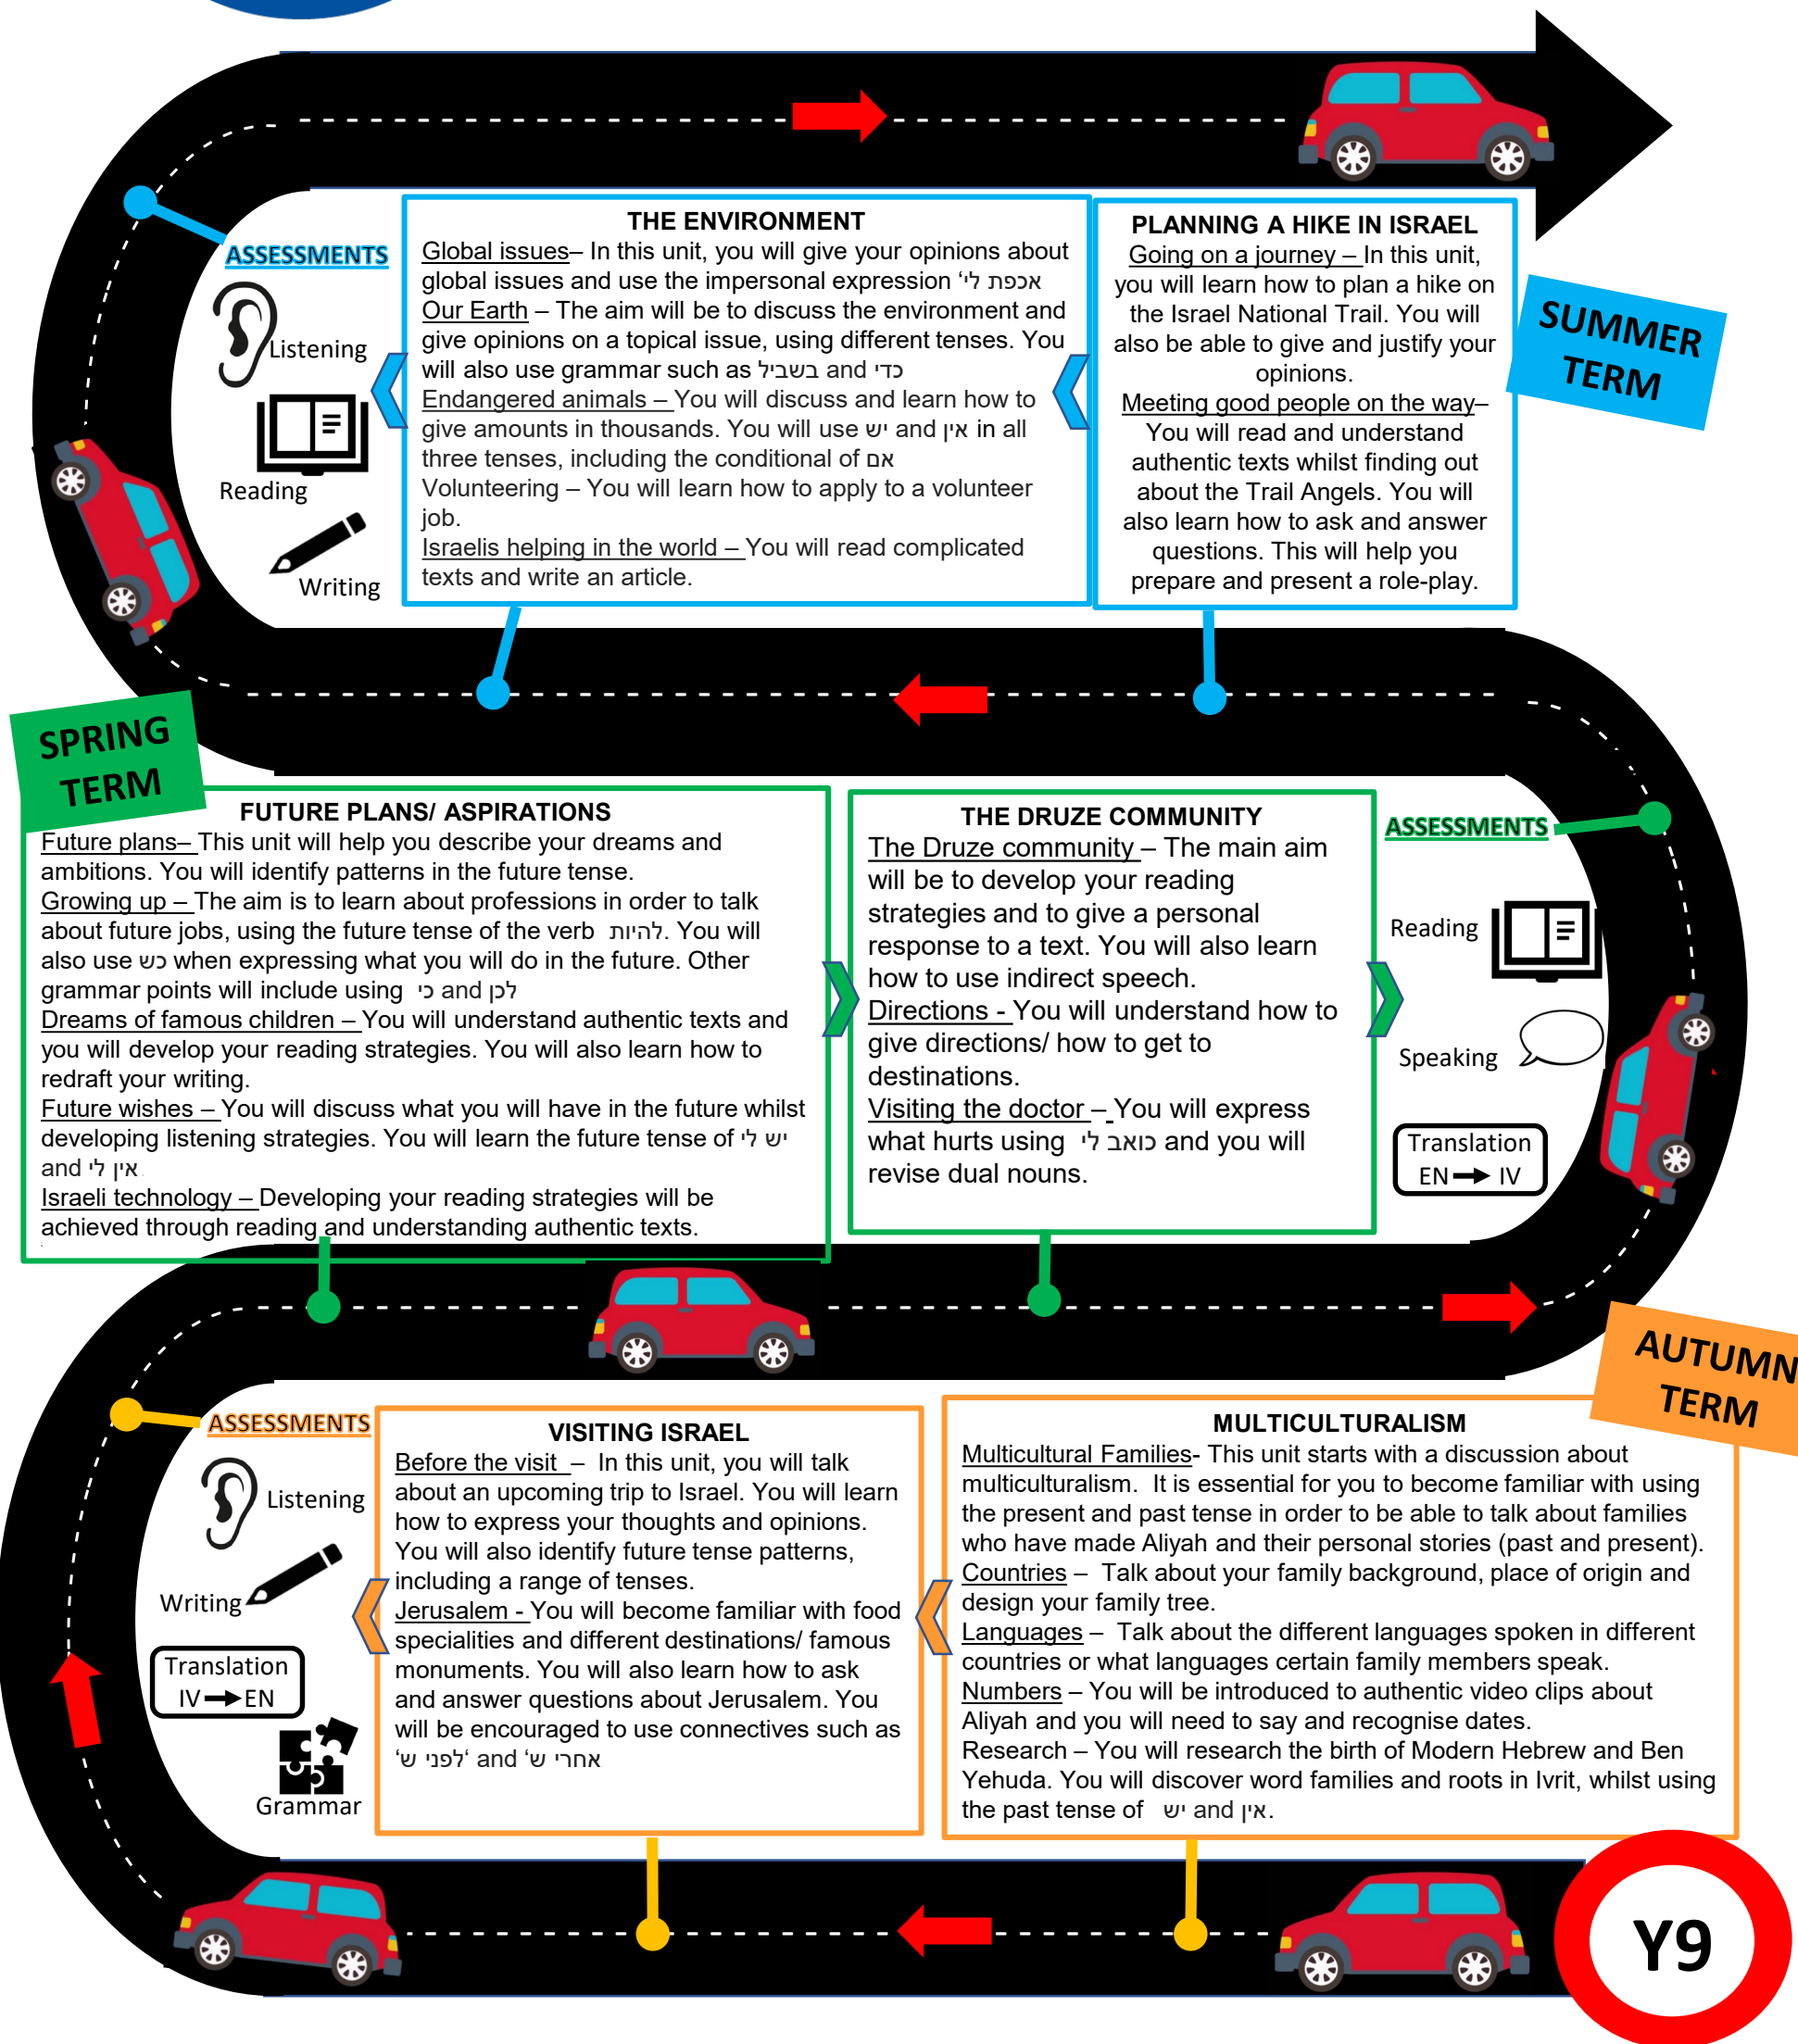 THE ENVIRONMENT
Global issues– In this unit, you will give your opinions about
global issues and use the impersonal expression ‘אכפת לי
Our Earth – The aim will be to discuss the environment and
give opinions on a topical issue, using different tenses. You
will also use grammar such as בשביל and כדי
Endangered animals – You will discuss and learn how to
give amounts in thousands. You will use יש and אין in all
three tenses, including the conditional of אם
Volunteering – You will learn how to apply to a volunteer
job.
Israelis helping in the world – You will read complicated
texts and write an article.
PLANNING A HIKE IN ISRAEL
Going on a journey – In this unit,
you will learn how to plan a hike on
the Israel National Trail. You will
also be able to give and justify your
opinions.
Meeting good people on the way–
You will read and understand
authentic texts whilst finding out
about the Trail Angels. You will
also learn how to ask and answer
questions. This will help you
prepare and present a role-play.
SUMMER
TERM
ASSESSMENTS
Listening
Reading
Writing
SPRING
TERM
FUTURE PLANS/ ASPIRATIONS
Future plans– This unit will help you describe your dreams and
ambitions. You will identify patterns in the future tense.
Growing up – The aim is to learn about professions in order to talk
about future jobs, using the future tense of the verb להיות. You will
also use כש when expressing what you will do in the future. Other
grammar points will include using כי and לכן
Dreams of famous children – You will understand authentic texts and
you will develop your reading strategies. You will also learn how to
redraft your writing.
Future wishes – You will discuss what you will have in the future whilst
developing listening strategies. You will learn the future tense of יש לי
and אין לי.
Israeli technology – Developing your reading strategies will be
achieved through reading and understanding authentic texts.
THE DRUZE COMMUNITY
The Druze community – The main aim
will be to develop your reading
strategies and to give a personal
response to a text. You will also learn
how to use indirect speech.
Directions - You will understand how to
give directions/ how to get to
destinations.
Visiting the doctor – You will express
what hurts using כואב לי and you will
revise dual nouns.
ASSESSMENTS
Reading
Speaking
Translation
EN IV
AUTUMN
TERM
ASSESSMENTS
Listening
Writing
Translation
IV EN
Grammar
VISITING ISRAEL
Before the visit – In this unit, you will talk
about an upcoming trip to Israel. You will learn
how to express your thoughts and opinions.
You will also identify future tense patterns,
including a range of tenses.
Jerusalem - You will become familiar with food
specialities and different destinations/ famous
monuments. You will also learn how to ask
and answer questions about Jerusalem. You
will be encouraged to use connectives such as
‘לפני ש‘ and ‘אחרי ש
MULTICULTURALISM
Multicultural Families- This unit starts with a discussion about
multiculturalism. It is essential for you to become familiar with using
the present and past tense in order to be able to talk about families
who have made Aliyah and their personal stories (past and present).
Countries – Talk about your family background, place of origin and
design your family tree.
Languages – Talk about the different languages spoken in different
countries or what languages certain family members speak.
Numbers – You will be introduced to authentic video clips about
Aliyah and you will need to say and recognise dates.
Research – You will research the birth of Modern Hebrew and Ben
Yehuda. You will discover word families and roots in Ivrit, whilst using
the past tense of יש and אין.
Y9